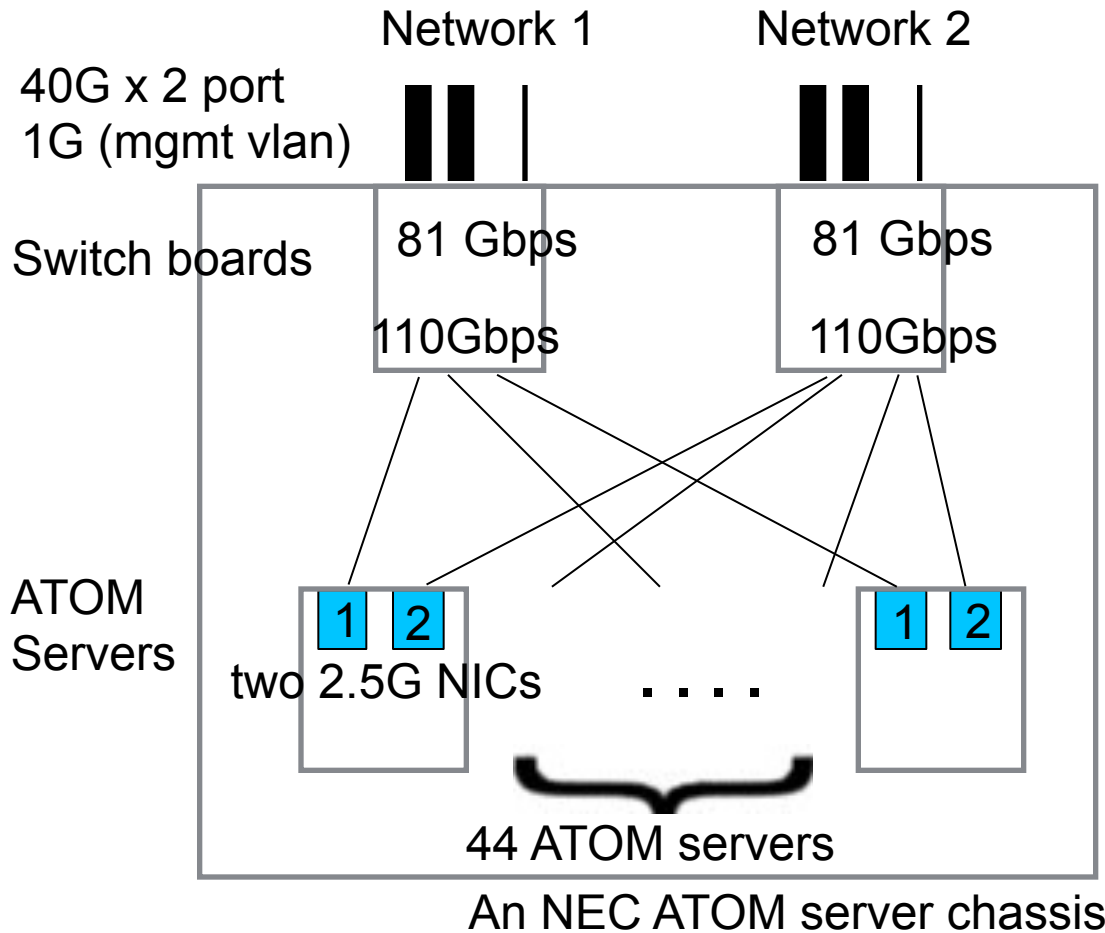 Network 1
Network 2
40G x 2 port
1G (mgmt vlan)
Switch boards
81 Gbps
81 Gbps
110Gbps
110Gbps
ATOM
Servers
1
2
1
2
two 2.5G NICs
. . . .
44 ATOM servers
An NEC ATOM server chassis